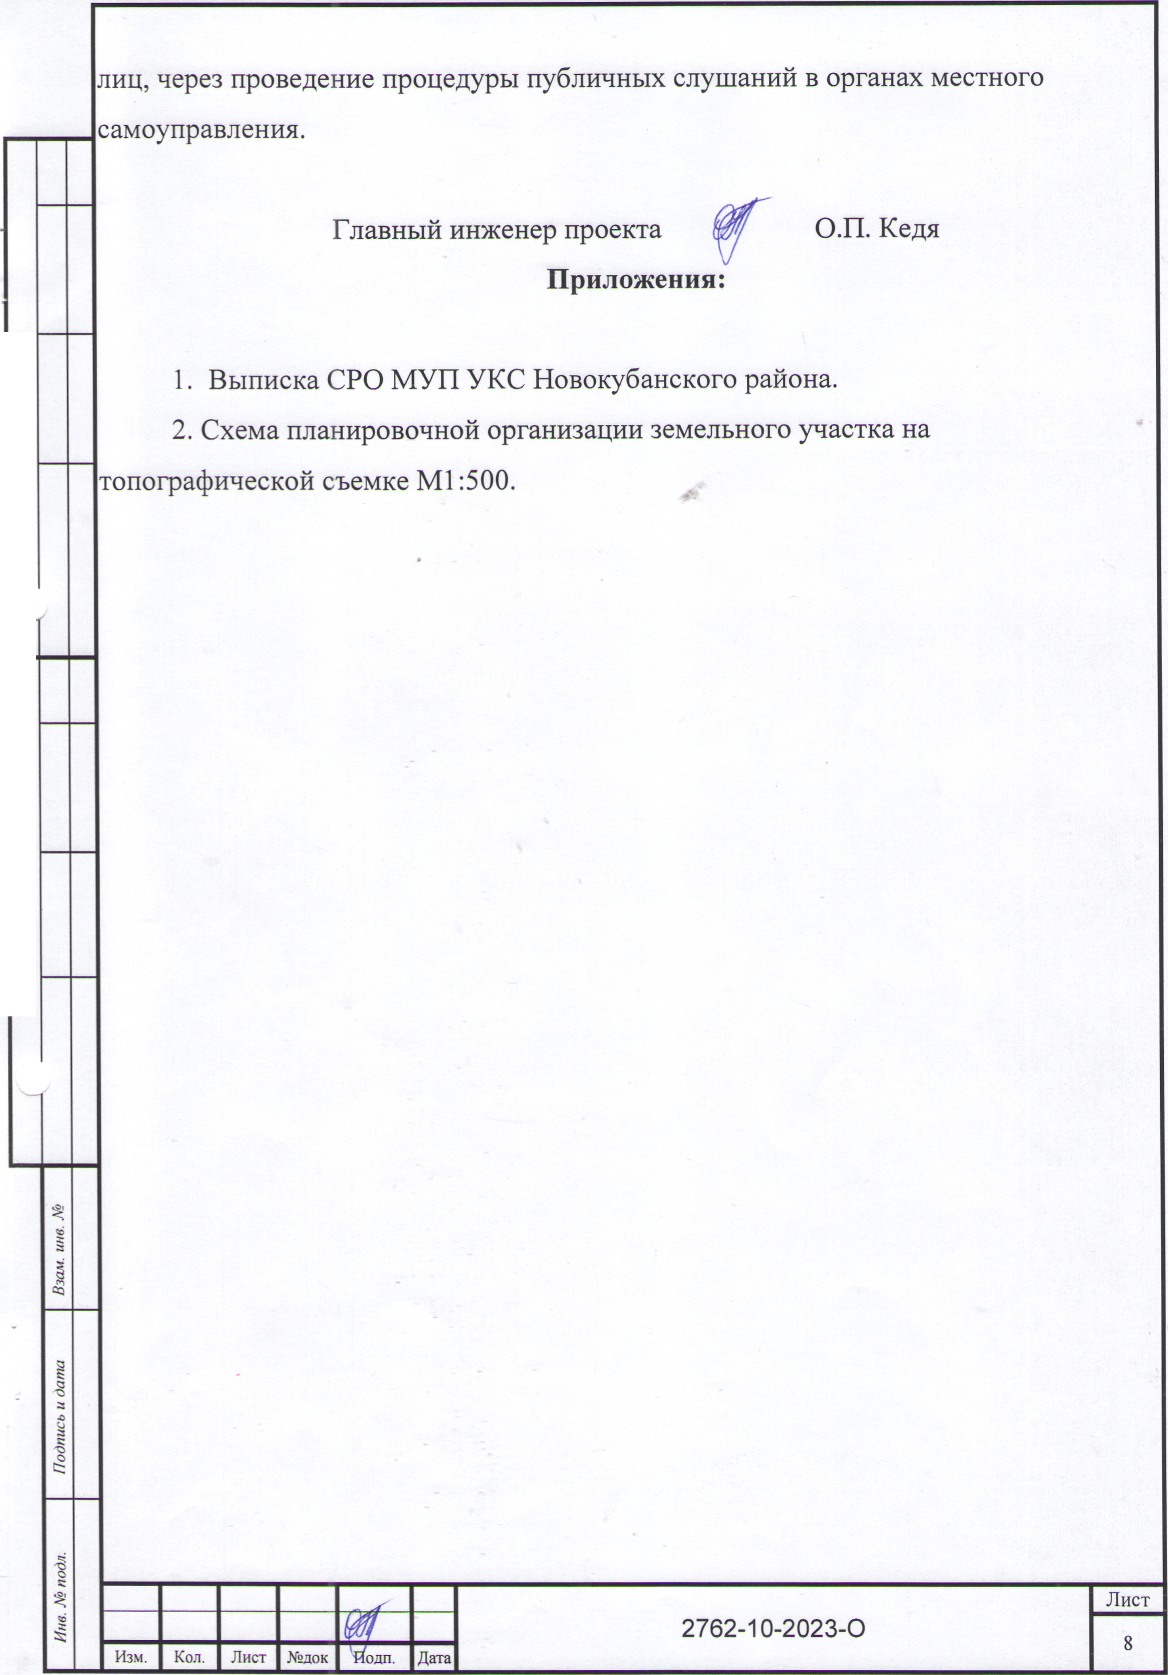 лиц, через проведение процедуры публичных слушаний в органах местного
самоуправления.
Главный инженер проекта О.П. Кедя
Приложения:
1. Выписка СРО МУП УКС Новокубанского района.
2. Схема планировочной организации земельного участка на
топографической съемке М1:500.
Взам. инв. №
Подпись и дата
Инв. № подл.
Изм. Кол. Лист №док Подп. Дата
2762-10-2023-О
Лист
8